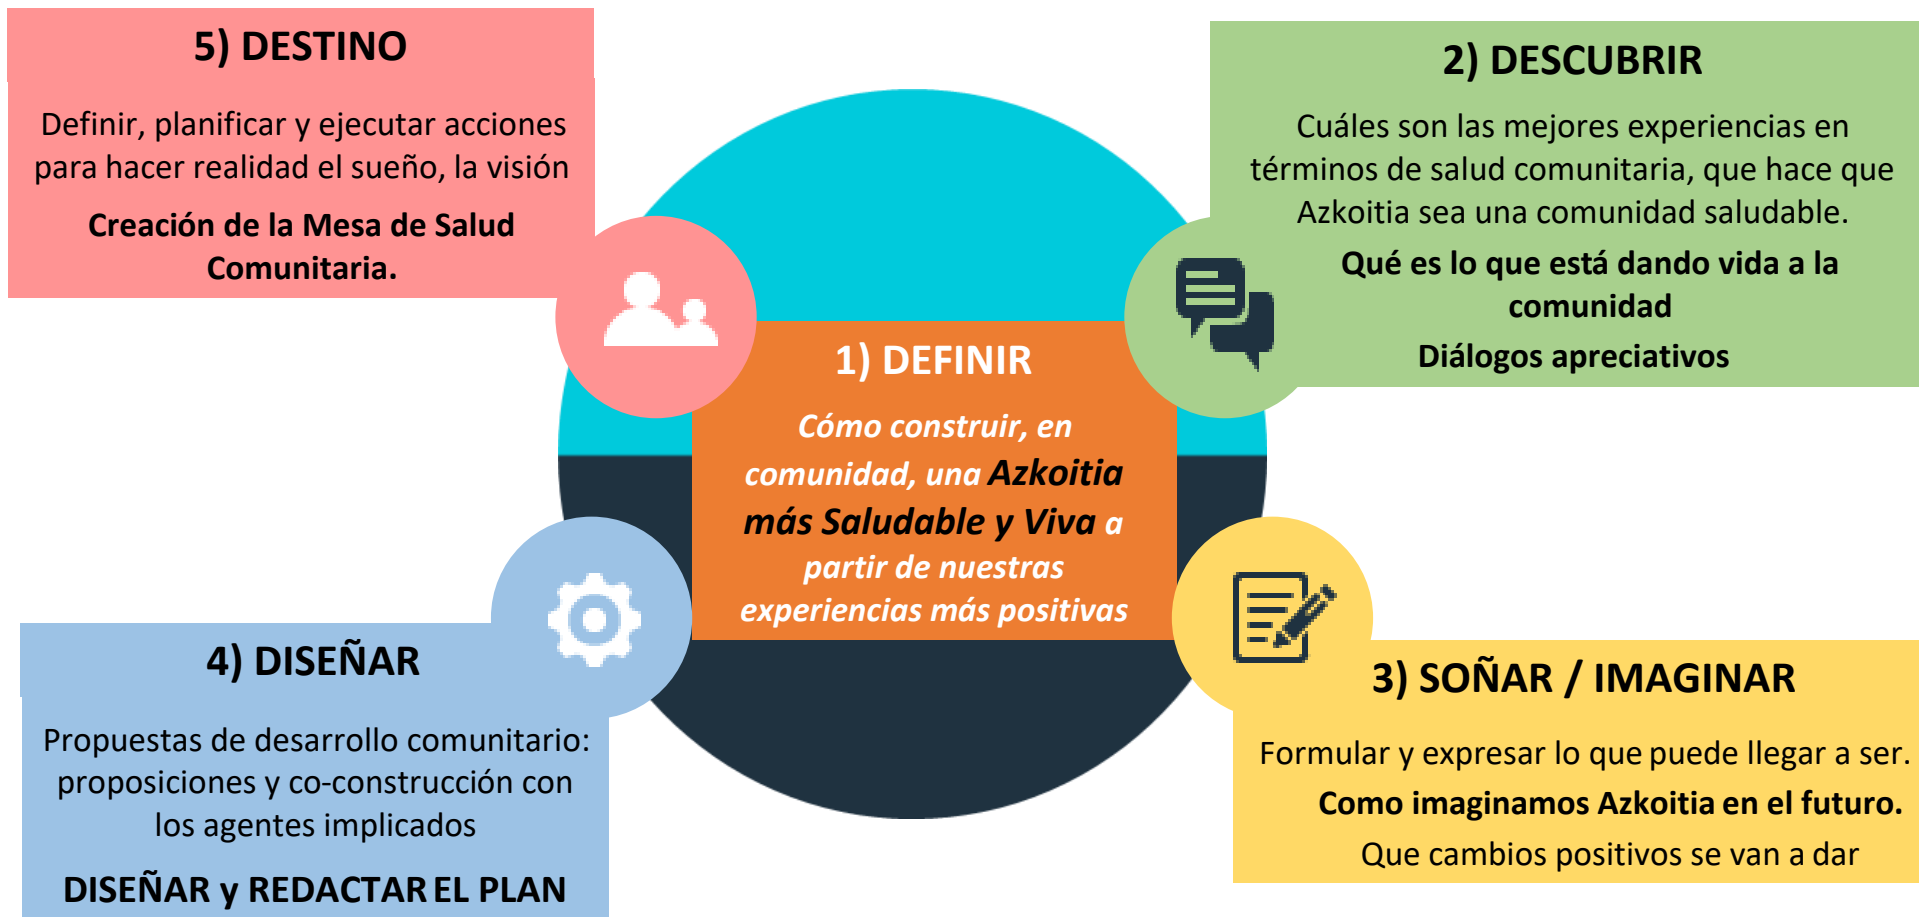 5) DESTINO
Definir, planificar y ejecutar acciones
para hacer realidad el sueño, la visión
Creación de la Mesa de Salud
Comunitaria.
2) DESCUBRIR
Cuáles son las mejores experiencias en
términos de salud comunitaria, que hace que
Azkoitia sea una comunidad saludable.
Qué es lo que está dando vida a la
comunidad
Diálogos apreciativos
1) DEFINIR
Cómo construir, en
comunidad, una Azkoitia
más Saludable y Viva a
partir de nuestras
experiencias más positivas
4) DISEÑAR
Propuestas de desarrollo comunitario:
proposiciones y co-construcción con
los agentes implicados
DISEÑAR y REDACTAR EL PLAN
3) SOÑAR / IMAGINAR
Formular y expresar lo que puede llegar a ser.
Como imaginamos Azkoitia en el futuro.
Que cambios positivos se van a dar